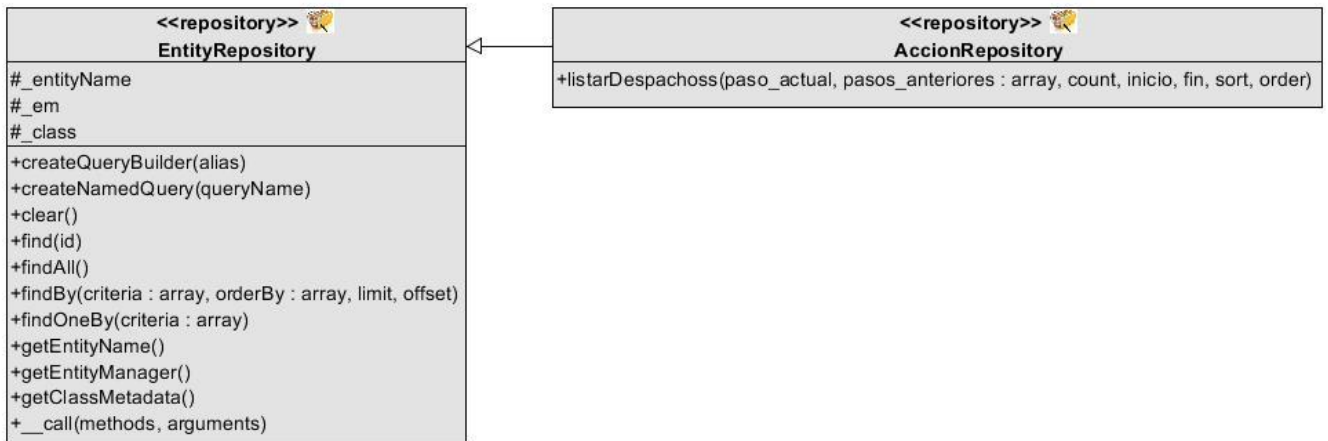 <<repository>>
EntityRepository
#_entityName
#_em
#_class
+createQueryBuilder(alias)
+createNamedQuery(queryName)
+clear()
+find(id)
+findAll()
+findBy(criteria : array, orderBy : array, limit, offset)
+findOneBy(criteria : array)
+getEntityName()
+getEntityManager()
+getClassMetadata()
+__call(methods, arguments)
<<repository>>
AccionRepository
+listarDespachoss(paso_actual, pasos_anteriores : array, count, inicio, fin, sort, order)